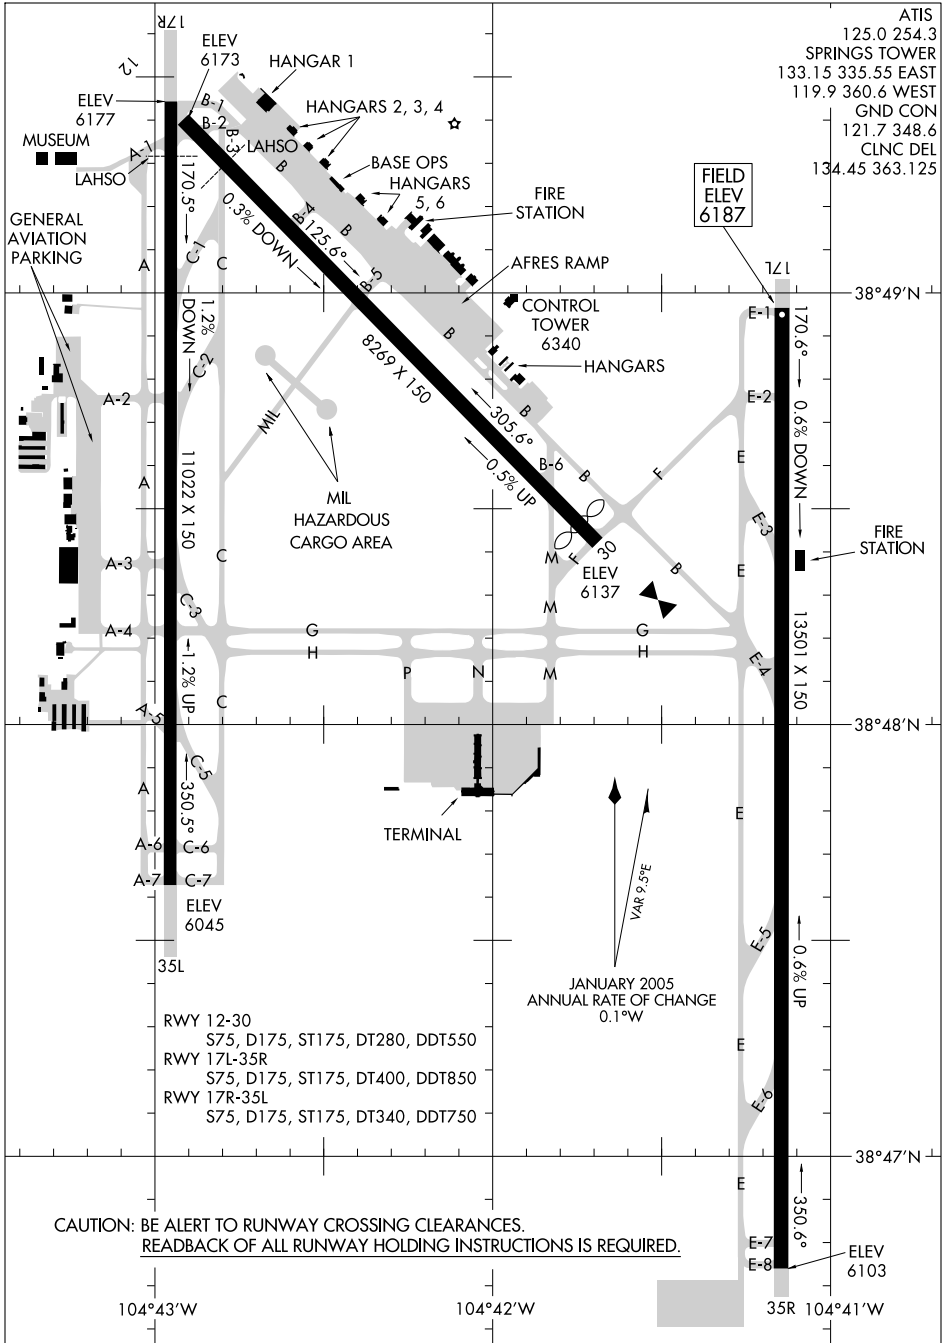 ATIS
125.0 254.3
SPRINGS TOWER
133.15 335.55 EAST
119.9 360.6 WEST
GND CON
121.7 348.6
CLNC DEL
134.45 363.125
17R
12
ELEV
6173
HANGAR 1
ELEV
6177
B-1
B-2
B-3
HANGARS 2, 3, 4
MUSEUM
A-1
LAHSO
LAHSO
B
BASE OPS
HANGARS
5, 6
FIRE
STATION
FIELD
ELEV
6187
170.5°
0.3% DOWN
B-4
125.6°
B
GENERAL
AVIATION
PARKING
A
C-1
C
B-5
AFRES RAMP
17L
38°49'N
E-1
1.2%
DOWN
C-2
8269 X 150
B
CONTROL
TOWER
6340
170.6°
HANGARS
A-2
MIL
305.6°
B
E-2
0.6% DOWN
A
11022 X 150
MIL
HAZARDOUS
CARGO AREA
0.5% UP
B-6
B
F
E
E-3
FIRE
STATION
A-3
C
M
F
30
ELEV
6137
B
E
C-3
M
A-4
G
G
H
H
13501 X 150
1.2% UP
P
N
M
E-4
C
A-5
38°48'N
C-5
A
350.5°
TERMINAL
E
A-6
C-6
A-7
C-7
VAR 9.5°E
ELEV
6045
35L
E-5
0.6% UP
JANUARY 2005
ANNUAL RATE OF CHANGE
0.1°W
RWY 12-30
S75, D175, ST175, DT280, DDT550
RWY 17L-35R
S75, D175, ST175, DT400, DDT850
RWY 17R-35L
S75, D175, ST175, DT340, DDT750
E
E-6
38°47'N
E
350.6°
CAUTION: BE ALERT TO RUNWAY CROSSING CLEARANCES.
READBACK OF ALL RUNWAY HOLDING INSTRUCTIONS IS REQUIRED.
E-7
E-8
ELEV
6103
104°43'W
104°42'W
35R
104°41'W